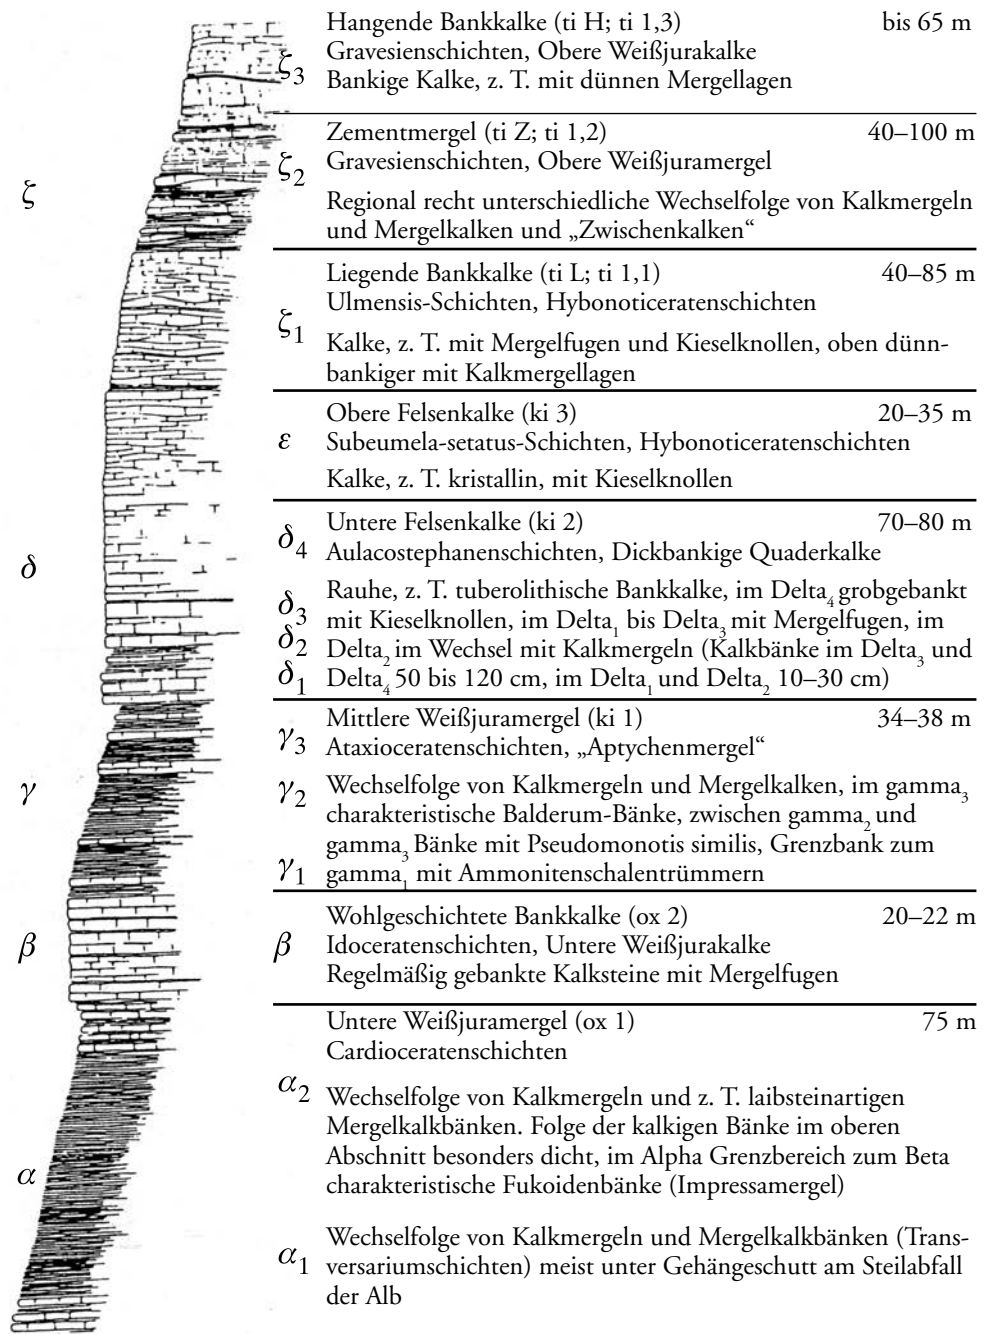 ζ₃ Hangende Bankkalke (ti H; ti 1,3) bis 65 m
Gravesienschichten, Obere Weißjurakalke
Bankige Kalke, z. T. mit dünnen Mergellagen
ζ
ζ₂ Zementmergel (ti Z; ti 1,2) 40–100 m
Gravesienschichten, Obere Weißjuramergel
Regional recht unterschiedliche Wechselfolge von Kalkmergeln
und Mergelkalken und „Zwischenkalken“
ζ₁ Liegende Bankkalke (ti L; ti 1,1) 40–85 m
Ulmensis-Schichten, Hybonoticeratenschichten
Kalke, z. T. mit Mergelfugen und Kieselknollen, oben dünn-
bankiger mit Kalkmergellagen
ε Obere Felsenkalke (ki 3) 20–35 m
Subeumela-setatus-Schichten, Hybonoticeratenschichten
Kalke, z. T. kristallin, mit Kieselknollen
δ
δ₄ Untere Felsenkalke (ki 2) 70–80 m
Aulacostephanenschichten, Dickbankige Quaderkalke
δ₃ Rauhe, z. T. tuberolithische Bankkalke, im Delta₄ grobgebankt
mit Kieselknollen, im Delta₁ bis Delta₃ mit Mergelfugen, im
δ₂ Delta₂ im Wechsel mit Kalkmergeln (Kalkbänke im Delta₃ und
δ₁ Delta₄ 50 bis 120 cm, im Delta₁ und Delta₂ 10–30 cm)
γ
γ₃ Mittlere Weißjuramergel (ki 1) 34–38 m
Ataxioceratenschichten, „Aptychenmergel“
γ₂ Wechselfolge von Kalkmergeln und Mergelkalken, im gamma₃
charakteristische Balderum-Bänke, zwischen gamma₂ und
gamma₃ Bänke mit Pseudomonotis similis, Grenzbank zum
γ₁ gamma₁ mit Ammonitenschalentrümmern
β
β Wohlgeschichtete Bankkalke (ox 2) 20–22 m
Idoceratenschichten, Untere Weißjurakalke
Regelmäßig gebankte Kalksteine mit Mergelfugen
Untere Weißjuramergel (ox 1) 75 m
Cardioceratenschichten
α
α₂ Wechselfolge von Kalkmergeln und z. T. laibsteinartigen
Mergelkalkbänken. Folge der kalkigen Bänke im oberen
Abschnitt besonders dicht, im Alpha Grenzbereich zum Beta
charakteristische Fukoidenbänke (Impressamergel)
α₁ Wechselfolge von Kalkmergeln und Mergelkalkbänken (Trans-
versariumschichten) meist unter Gehängeschutt am Steilabfall
der Alb